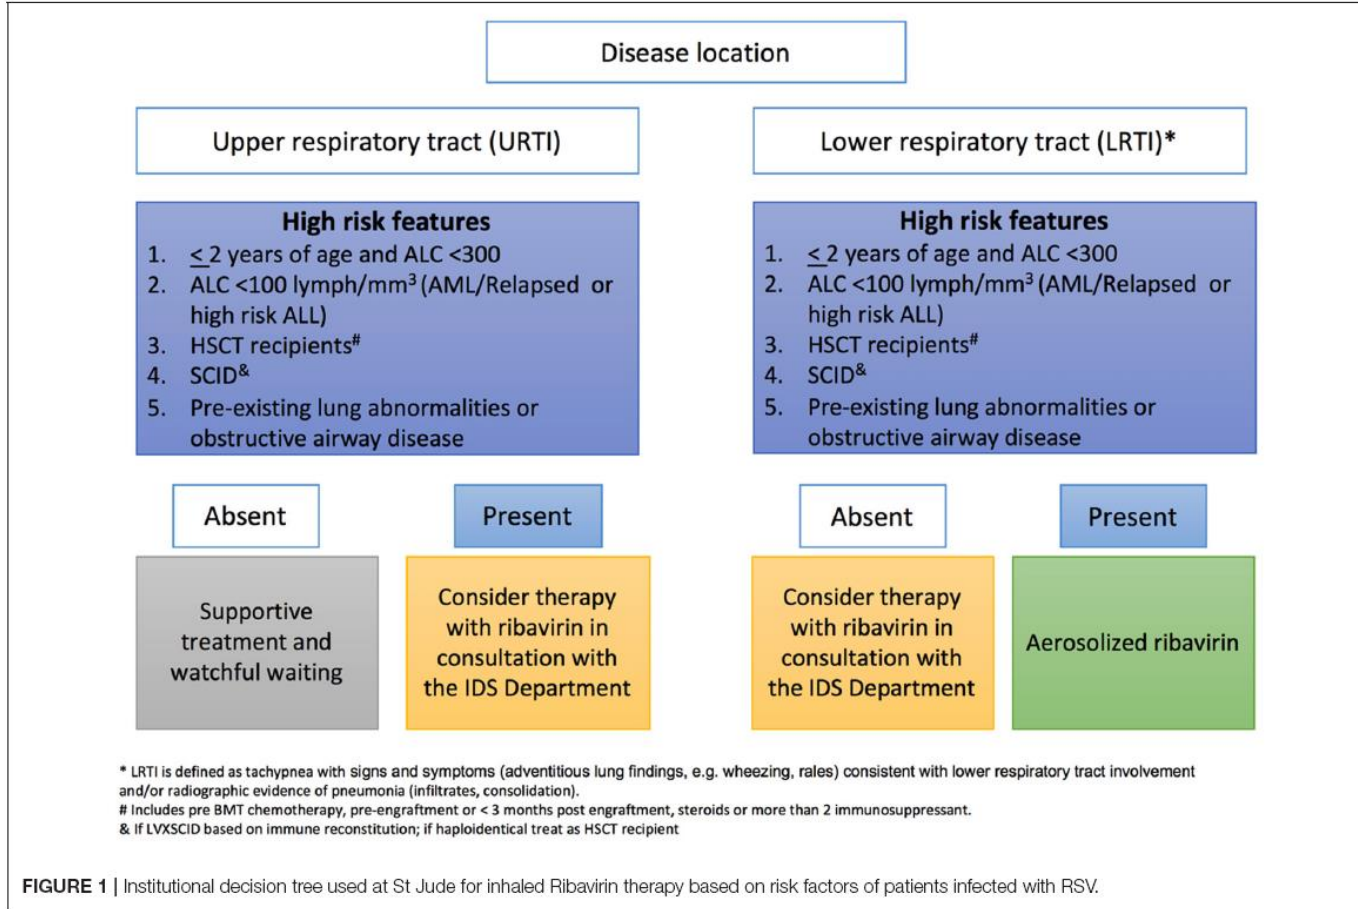 Disease location
Upper respiratory tract (URTI)
Lower respiratory tract (LRTI)*
High risk features
1. < 2 years of age and ALC <300
2. ALC <100 lymph/mm³ (AML/Relapsed or
high risk ALL)
3. HSCT recipients#
4. SCID&
5. Pre-existing lung abnormalities or
obstructive airway disease
High risk features
1. < 2 years of age and ALC <300
2. ALC <100 lymph/mm³ (AML/Relapsed or
high risk ALL)
3. HSCT recipients#
4. SCID&
5. Pre-existing lung abnormalities or
obstructive airway disease
Absent
Present
Absent
Present
Supportive
treatment and
watchful waiting
Consider therapy
with ribavirin in
consultation with
the IDS Department
Consider therapy
with ribavirin in
consultation with
the IDS Department
Aerosolized ribavirin
* LRTI is defined as tachypnea with signs and symptoms (adventitious lung findings, e.g. wheezing, rales) consistent with lower respiratory tract involvement
and/or radiographic evidence of pneumonia (infiltrates, consolidation).
# Includes pre BMT chemotherapy, pre-engraftment or < 3 months post engraftment, steroids or more than 2 immunosuppressant.
& If LVXSCID based on immune reconstitution; if haploidentical treat as HSCT recipient
FIGURE 1 | Institutional decision tree used at St Jude for inhaled Ribavirin therapy based on risk factors of patients infected with RSV.